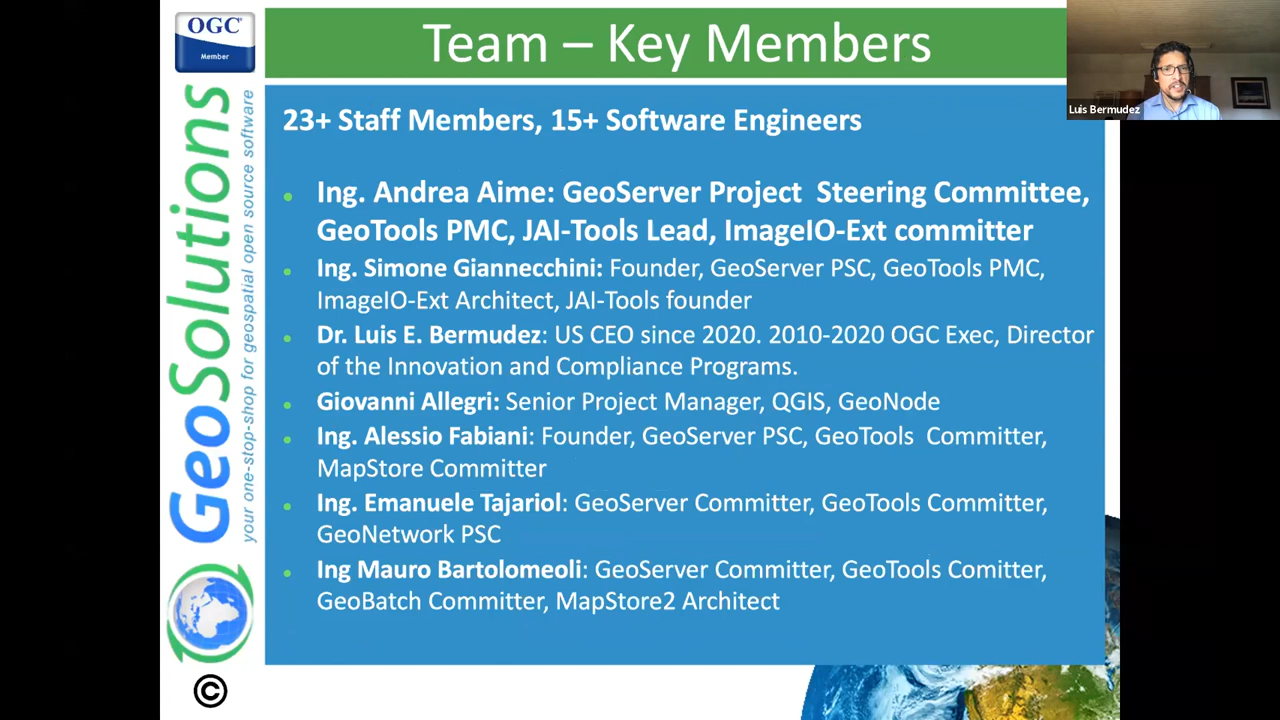 OGC®
Member
Team – Key Members
Luis Bermudez
GeoSolutions
your one-stop-shop for geospatial open source software
23+ Staff Members, 15+ Software Engineers
Ing. Andrea Aime: GeoServer Project Steering Committee,
GeoTools PMC, JAI-Tools Lead, ImageIO-Ext committer
Ing. Simone Giannecchini: Founder, GeoServer PSC, GeoTools PMC,
ImageIO-Ext Architect, JAI-Tools founder
Dr. Luis E. Bermudez: US CEO since 2020. 2010-2020 OGC Exec, Director
of the Innovation and Compliance Programs.
Giovanni Allegri: Senior Project Manager, QGIS, GeoNode
Ing. Alessio Fabiani: Founder, GeoServer PSC, GeoTools Committer,
MapStore Committer
Ing. Emanuele Tajariol: GeoServer Committer, GeoTools Committer,
GeoNetwork PSC
Ing Mauro Bartolomeoli: GeoServer Committer, GeoTools Comitter,
GeoBatch Committer, MapStore2 Architect
©